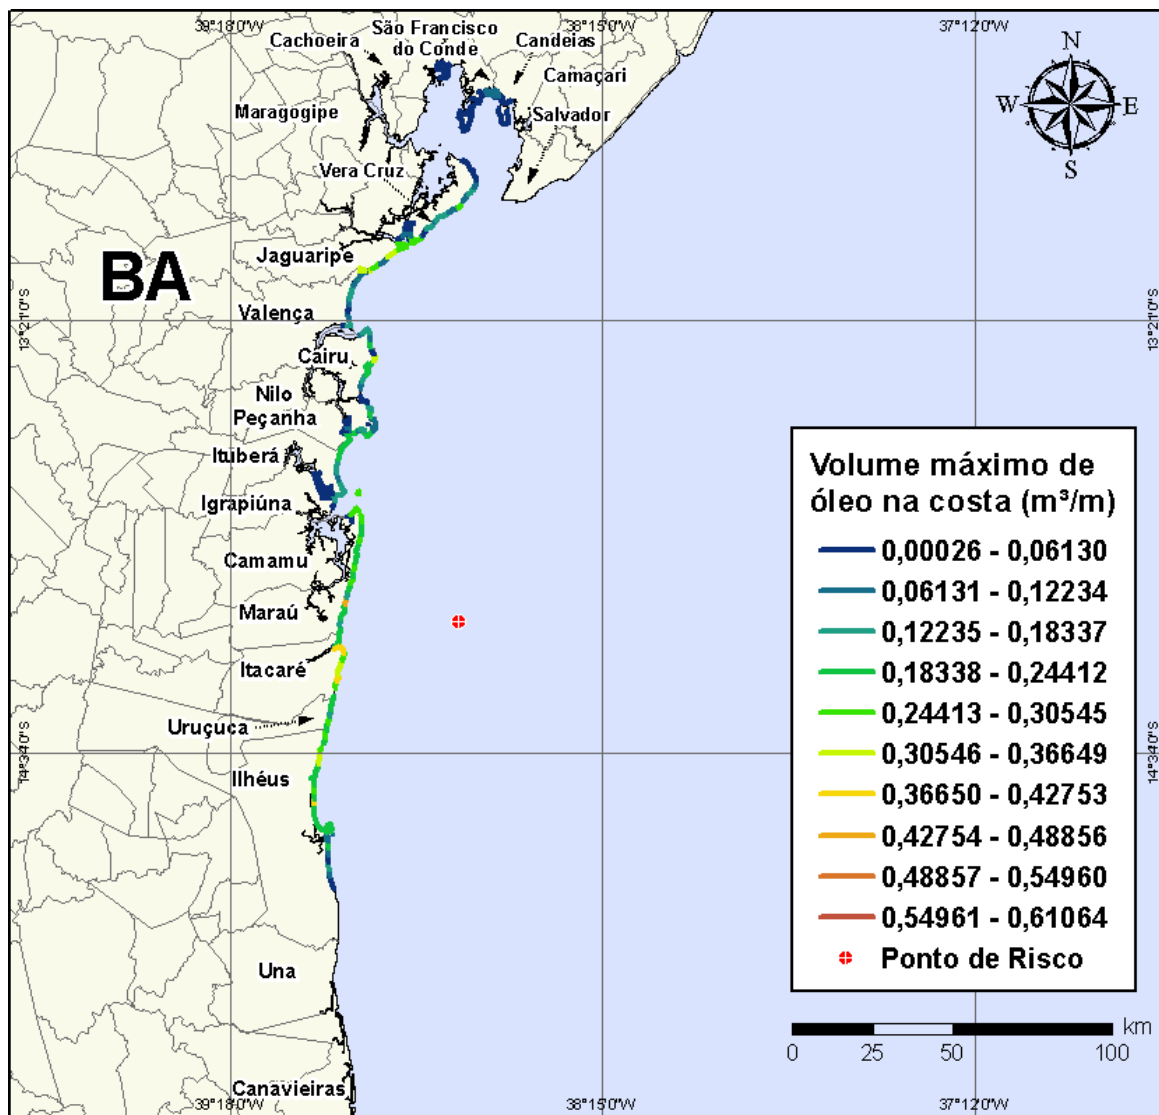 39°18'0"W
38°15'0"W
37°12'0"W
São Francisco
do Conde
Cachoeira
Candeias
Camaçari
Maragogipe
Salvador
Vera Cruz
N
W
E
S
BA
Jaguaripe
Valença
13°21'0"S
13°21'0"S
Cairu
Nilo
Peçanha
Ituberá
Igrapiúna
Camamu
Maraú
Itacaré
Uruçuca
14°34'0"S
14°34'0"S
Ilhéus
Una
Canavieiras
Volume máximo de
óleo na costa (m³/m)
0,00026 - 0,06130
0,06131 - 0,12234
0,12235 - 0,18337
0,18338 - 0,24412
0,24413 - 0,30545
0,30546 - 0,36649
0,36650 - 0,42753
0,42754 - 0,48856
0,48857 - 0,54960
0,54961 - 0,61064
Ponto de Risco
km
0 25 50 100
39°18'0"W
38°15'0"W
37°12'0"W